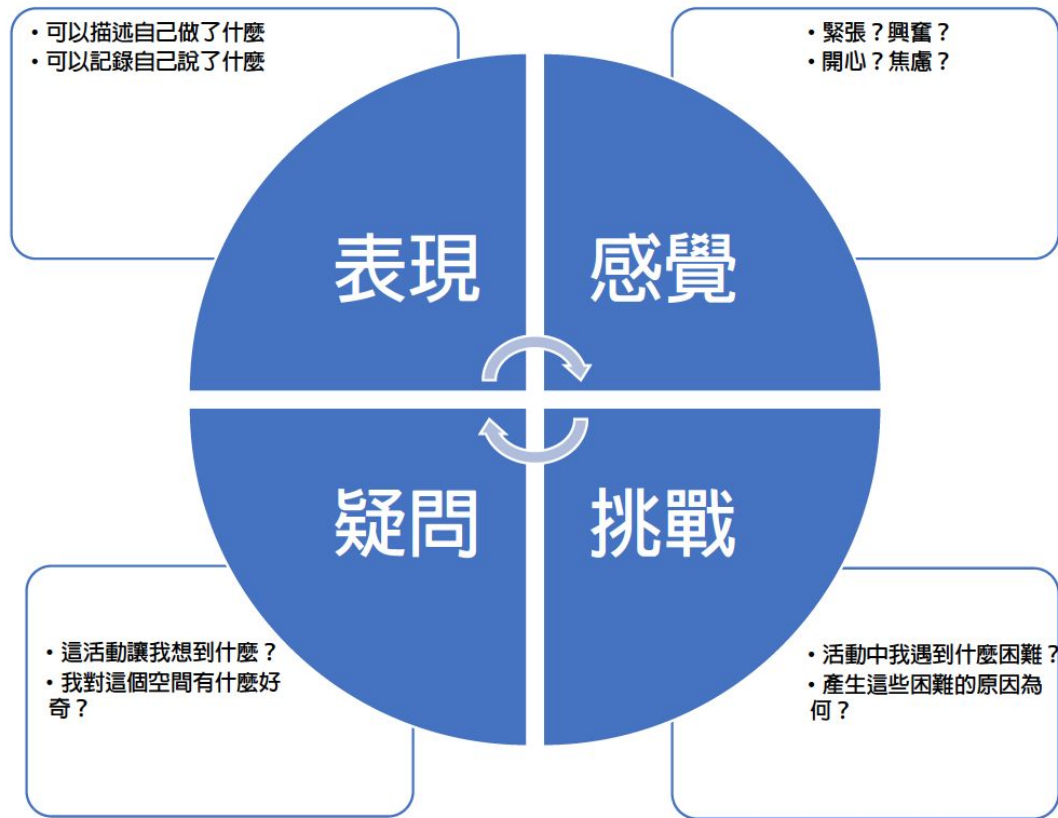 • 可以描述自己做了什麼
• 可以記錄自己說了什麼
• 緊張？興奮？
• 開心？焦慮？
表現
感覺
疑問
挑戰
• 這活動讓我想到什麼？
• 我對這個空間有什麼好
奇？
• 活動中我遇到什麼困難？
• 產生這些困難的原因為
何？